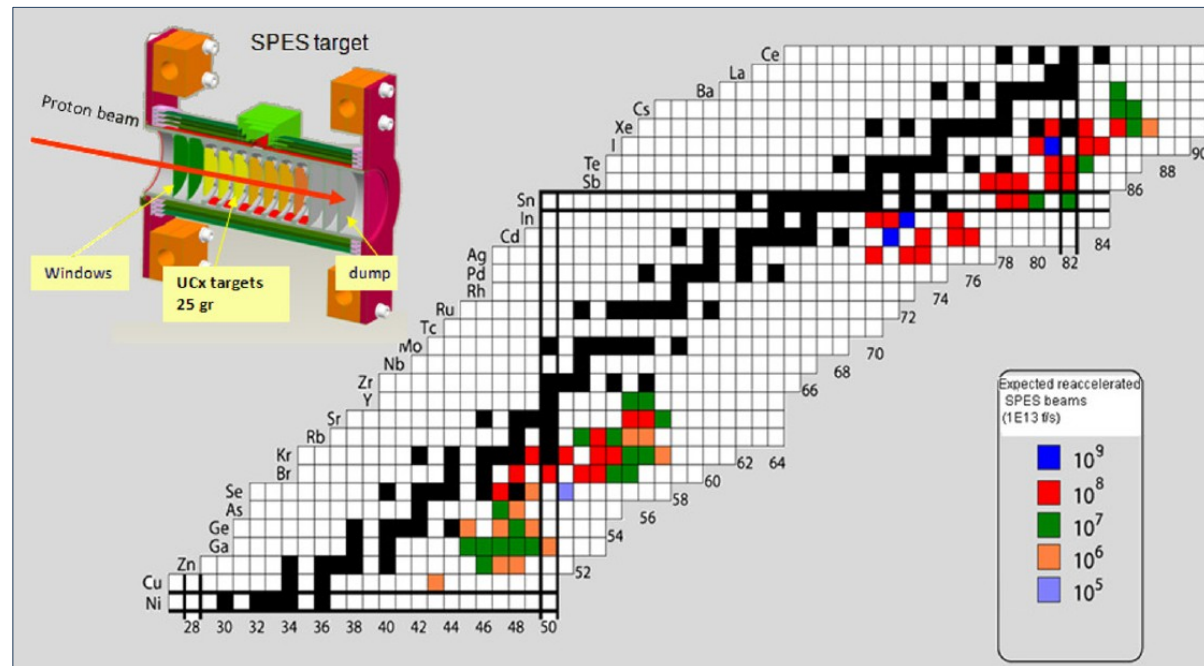 SPES target
Proton beam
Windows
UCx targets
25 gr
dump
Ce
La
Ba
Cs
Xe
I
Te
Sb
Sn
In
Cd
Ag
Pd
Rh
Ru
Tc
Mo
Nb
Zr
Y
Sr
Rb
Kr
Br
Se
As
Ge
Ga
Zn
Cu
Ni
28 30 32 34 36 38 40 42 44 46 48 50
52
54
56
58
60
62 64
66
68
70
72
74
76
78 80 82
84
86
88
90
Expected reaccelerated
SPES beams
(1E13 f/s)
10⁹
10⁸
10⁷
10⁶
10⁵